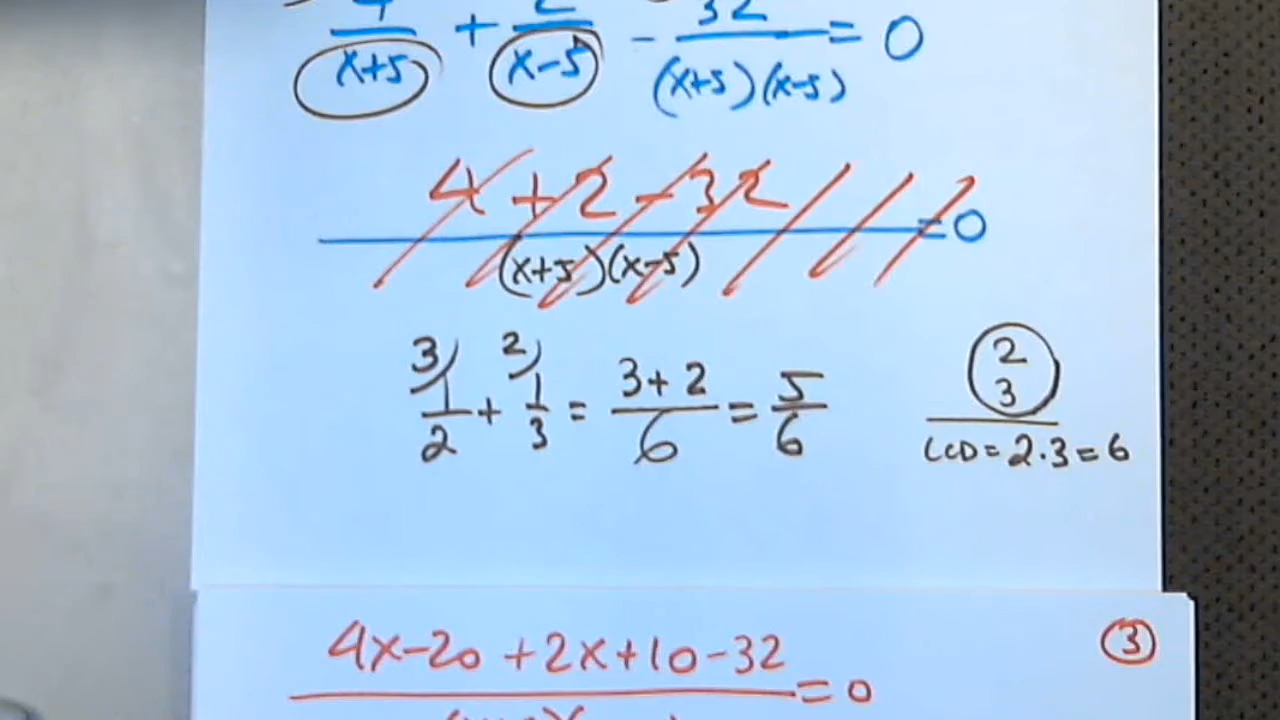 4/(x+5) + 2/(x-5) - 32/((x+5)(x-5)) = 0
4 + 2 - 32 = 0
(x+5)(x-5)
3) 2)
1/2 + 1/3 = (3+2)/6 = 5/6
2
3
LCD = 2·3 = 6
4x-20 +2x+10-32 = 0
3